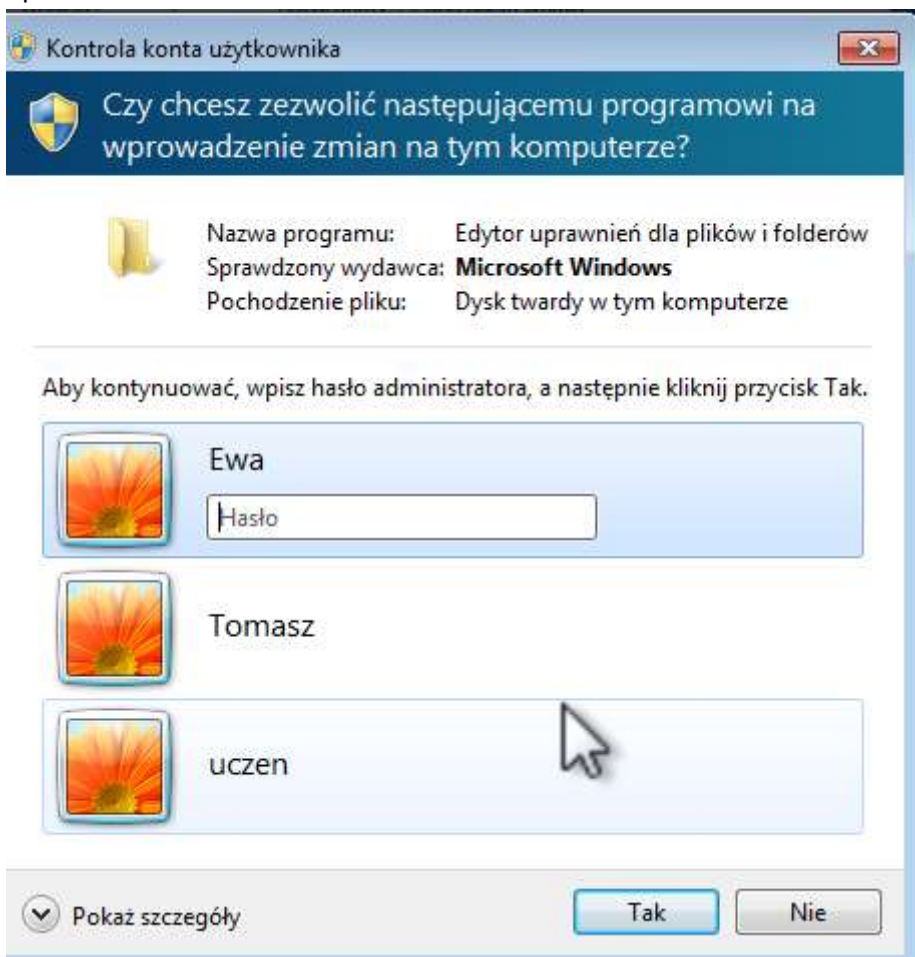 Kontrola konta użytkownika
Czy chcesz zezwolić następującemu programowi na
wprowadzenie zmian na tym komputerze?
Nazwa programu: Edytor uprawnień dla plików i folderów
Sprawdzony wydawca: Microsoft Windows
Pochodzenie pliku: Dysk twardy w tym komputerze
Aby kontynuować, wpisz hasło administratora, a następnie kliknij przycisk Tak.
Ewa
Hasło
Tomasz
uczen
Pokaż szczegóły Tak Nie